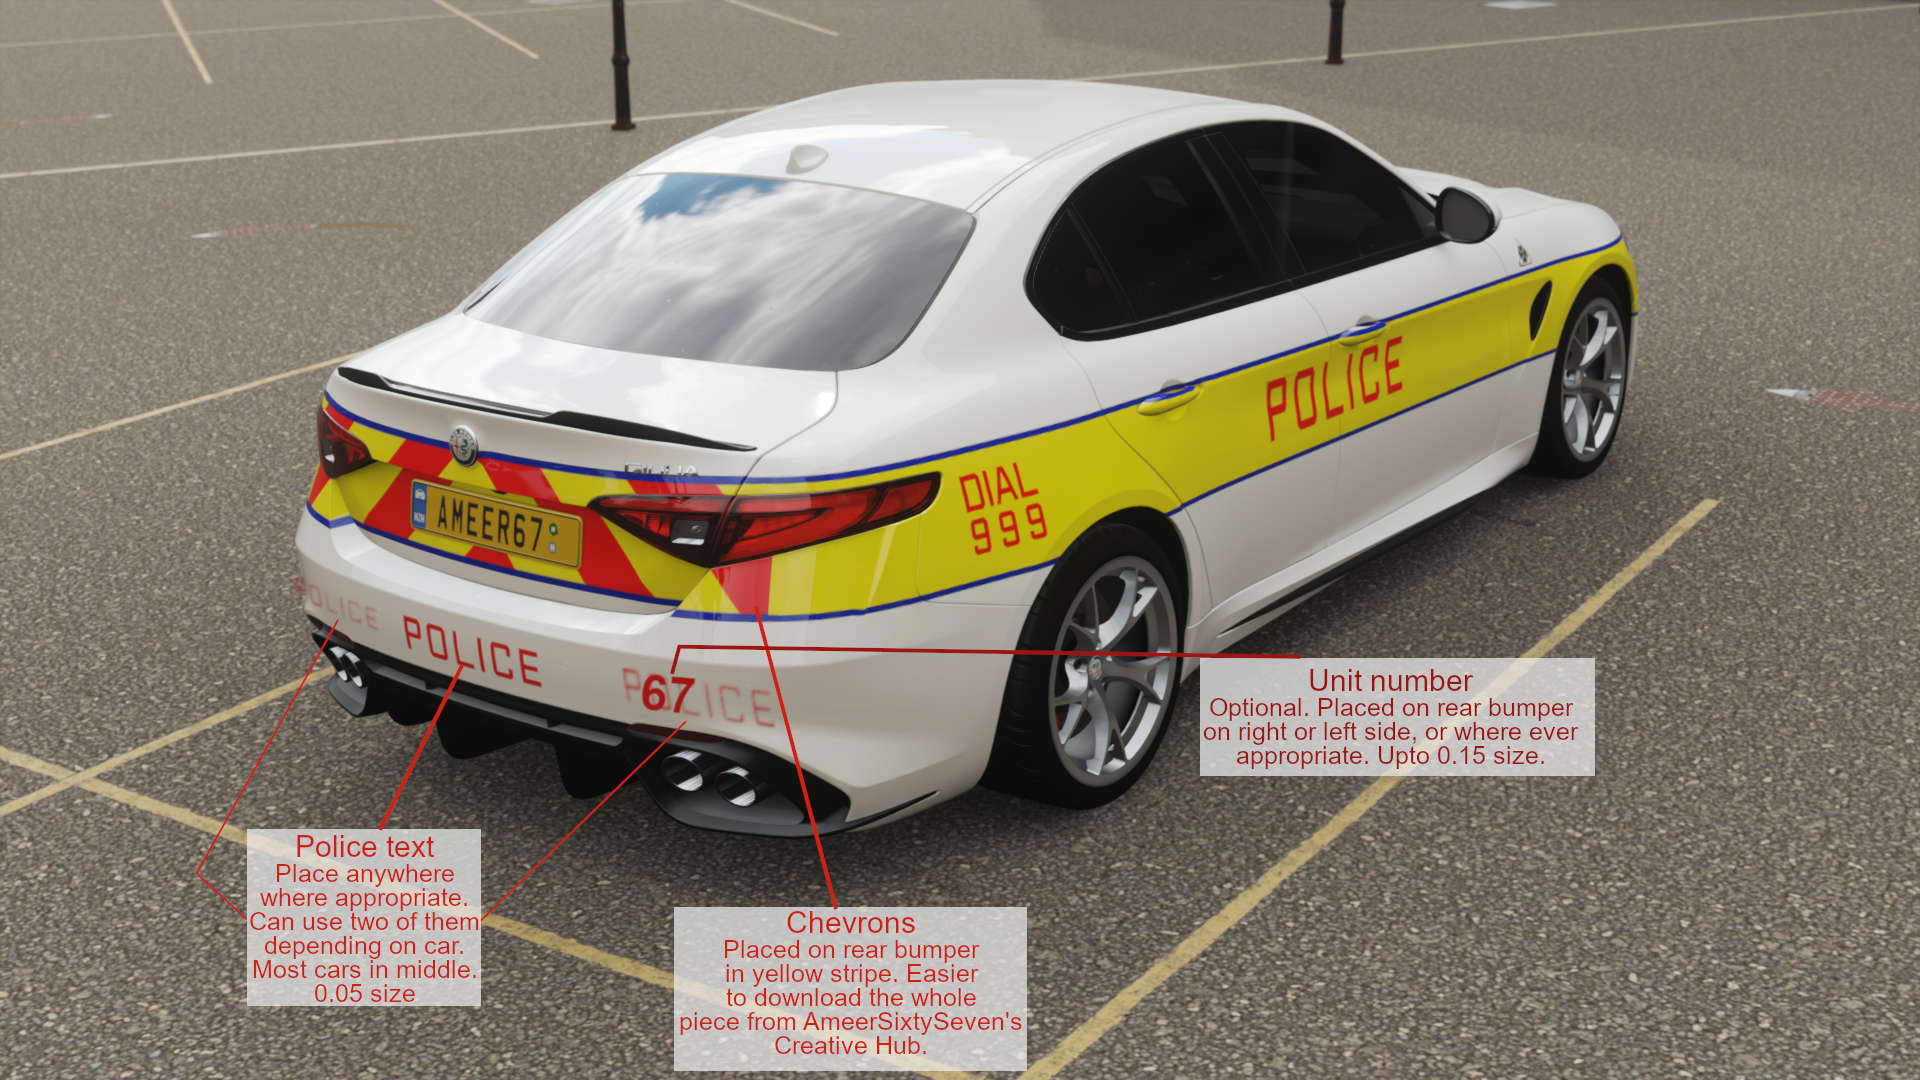 POLICE
GIULIA
DIAL
999
AMEER67
POLICE
POLICE
POLICE
67
Unit number
Optional. Placed on rear bumper
on right or left side, or where ever
appropriate. Upto 0.15 size.
Police text
Place anywhere
where appropriate.
Can use two of them
depending on car.
Most cars in middle.
0.05 size
Chevrons
Placed on rear bumper
in yellow stripe. Easier
to download the whole
piece from AmeerSixtySeven's
Creative Hub.